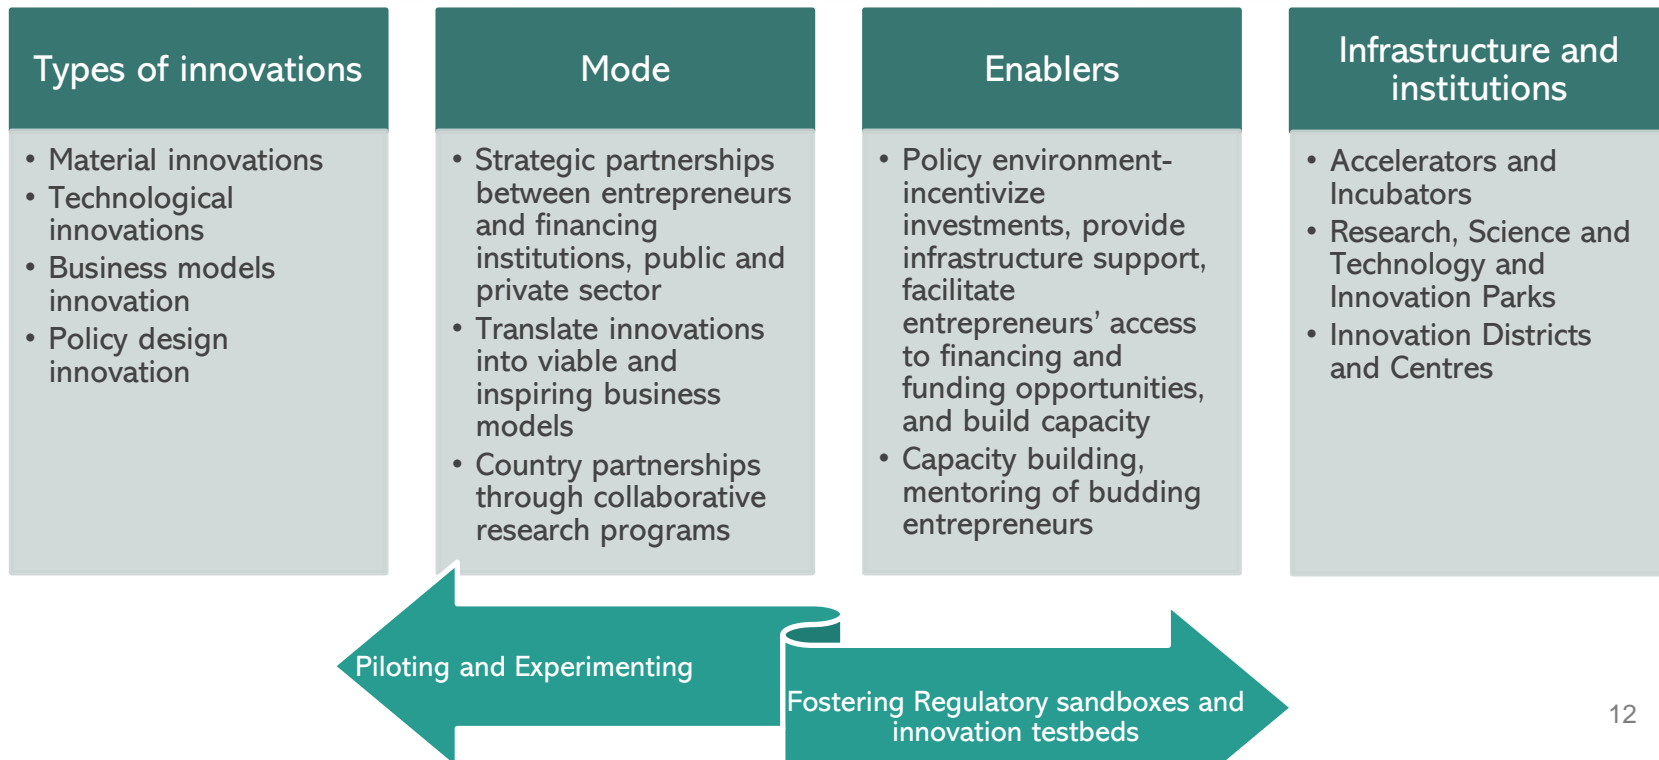 Types of innovations
• Material innovations
• Technological
innovations
• Business models
innovation
• Policy design
innovation
Mode
• Strategic partnerships
between entrepreneurs
and financing
institutions, public and
private sector
• Translate innovations
into viable and
inspiring business
models
• Country partnerships
through collaborative
research programs
Enablers
• Policy environment-
incentivize
investments, provide
infrastructure support,
facilitate
entrepreneurs’ access
to financing and
funding opportunities,
and build capacity
• Capacity building,
mentoring of budding
entrepreneurs
Infrastructure and
institutions
• Accelerators and
Incubators
• Research, Science and
Technology and
Innovation Parks
• Innovation Districts
and Centres
Piloting and Experimenting
Fostering Regulatory sandboxes and
innovation testbeds
12